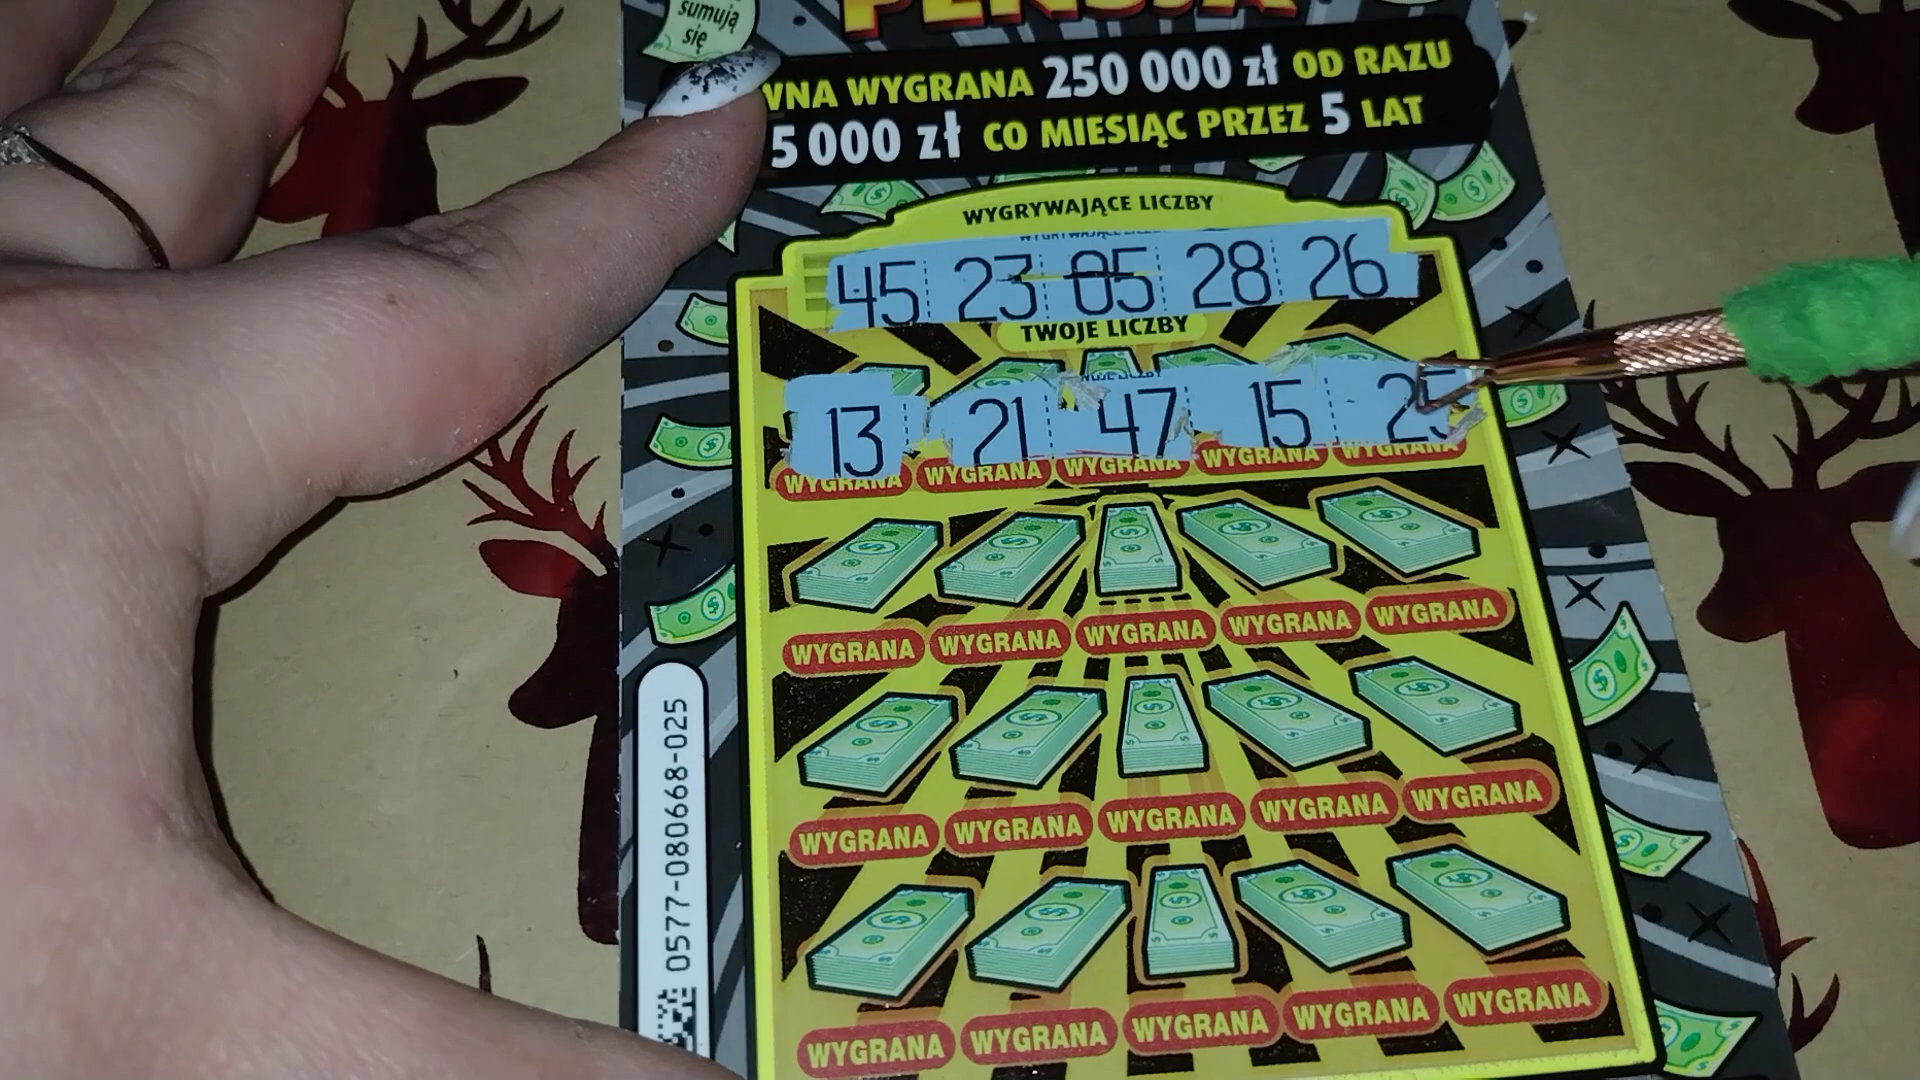 sumują
się
PENSJA
WNA WYGRANA 250 000 zł OD RAZU
5 000 zł CO MIESIĄC PRZEZ 5 LAT
WYGRYWAJĄCE LICZBY
45 23 05 28 26
TWOJE LICZBY
13 21 47 15 25
WYGRANA WYGRANA WYGRANA WYGRANA WYGRANA
WYGRANA WYGRANA WYGRANA WYGRANA WYGRANA
WYGRANA WYGRANA WYGRANA WYGRANA WYGRANA
WYGRANA WYGRANA WYGRANA WYGRANA WYGRANA
0577-080668-025